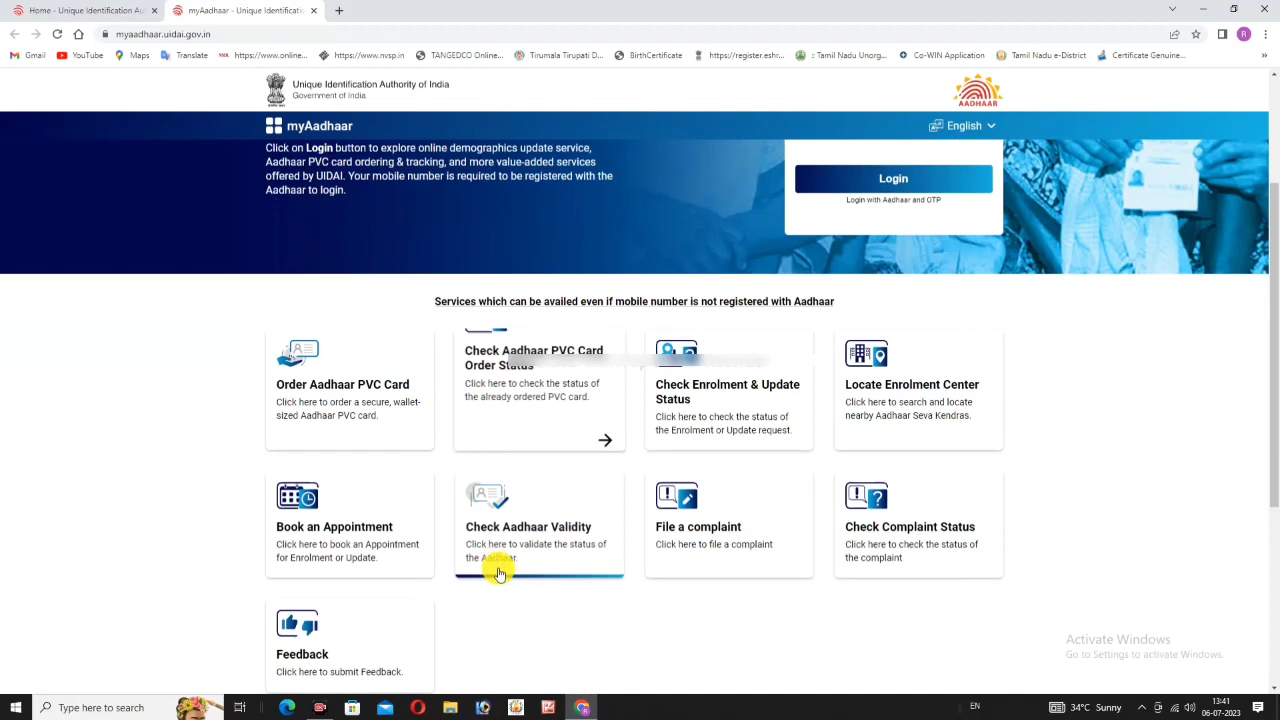 Home - Unique Identification Au
myAadhaar - Unique Identificati
myaadhaar.uidai.gov.in
Gmail
YouTube
Maps
Translate
https://www.online...
https://www.nvsp.in
TANGEDCO Online...
Tirumala Tirupati D...
BirthCertificate
https://register.eshr...
: Tamil Nadu Unorg...
Co-WIN Application
Tamil Nadu e-District
Certificate Genuine...
Unique Identification Authority of India
Government of India
AADHAAR
myAadhaar
English
Click on Login button to explore online demographics update service,
Aadhaar PVC card ordering & tracking, and more value-added services
offered by UIDAI. Your mobile number is required to be registered with the
Aadhaar to login.
Login
Login with Aadhaar and OTP
Services which can be availed even if mobile number is not registered with Aadhaar
Order Aadhaar PVC Card
Click here to order a secure, wallet-
sized Aadhaar PVC card.
Check Aadhaar PVC Card
Order Status
Click here to check the status of
the already ordered PVC card.
Check Enrolment & Update
Status
Click here to check the status of
the Enrolment or Update request.
Locate Enrolment Center
Click here to search and locate
nearby Aadhaar Seva Kendras.
Book an Appointment
Click here to book an Appointment
for Enrolment or Update.
Check Aadhaar Validity
Click here to validate the status of
the Aadhaar.
File a complaint
Click here to file a complaint
Check Complaint Status
Click here to check the status of
the complaint
Feedback
Click here to submit Feedback.
Activate Windows
Go to Settings to activate Windows.
Type here to search
34°C Sunny
EN
13:41
06-07-2023